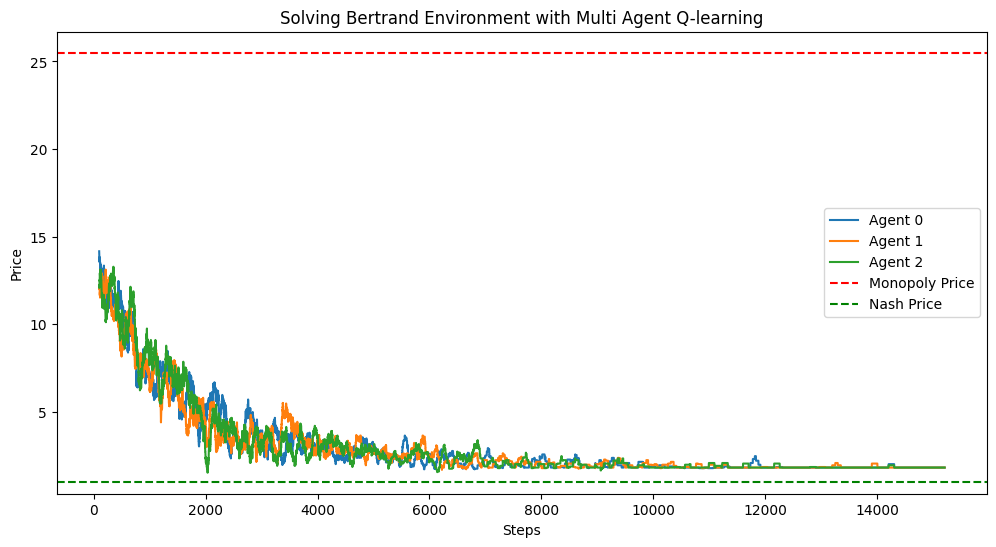 Solving Bertrand Environment with Multi Agent Q-learning
Price
25
20
15
10
5
Agent 0
Agent 1
Agent 2
Monopoly Price
Nash Price
0 2000 4000 6000 8000 10000 12000 14000
Steps